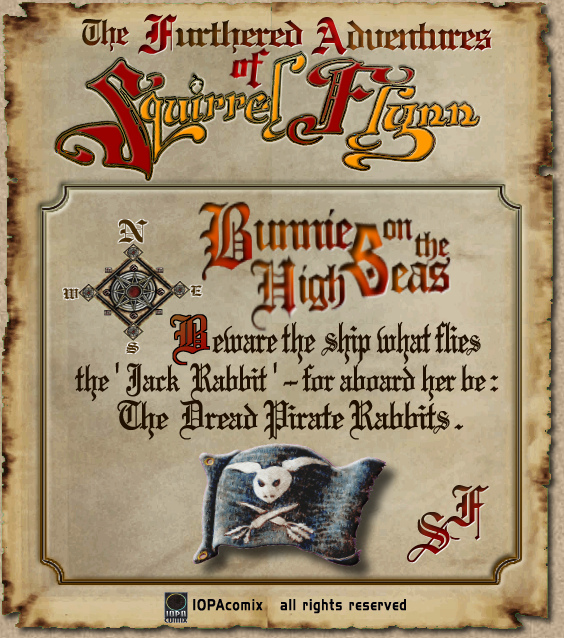 The Furthered Adventures
of
Squirrel Flynn
N
W E
S
Bunnies on the
High Seas
Beware the ship what flies
the 'Jack Rabbit' - for aboard her be:
The Dread Pirate Rabbits.
SF
IOPA
COMIX
IOPAcomix all rights reserved